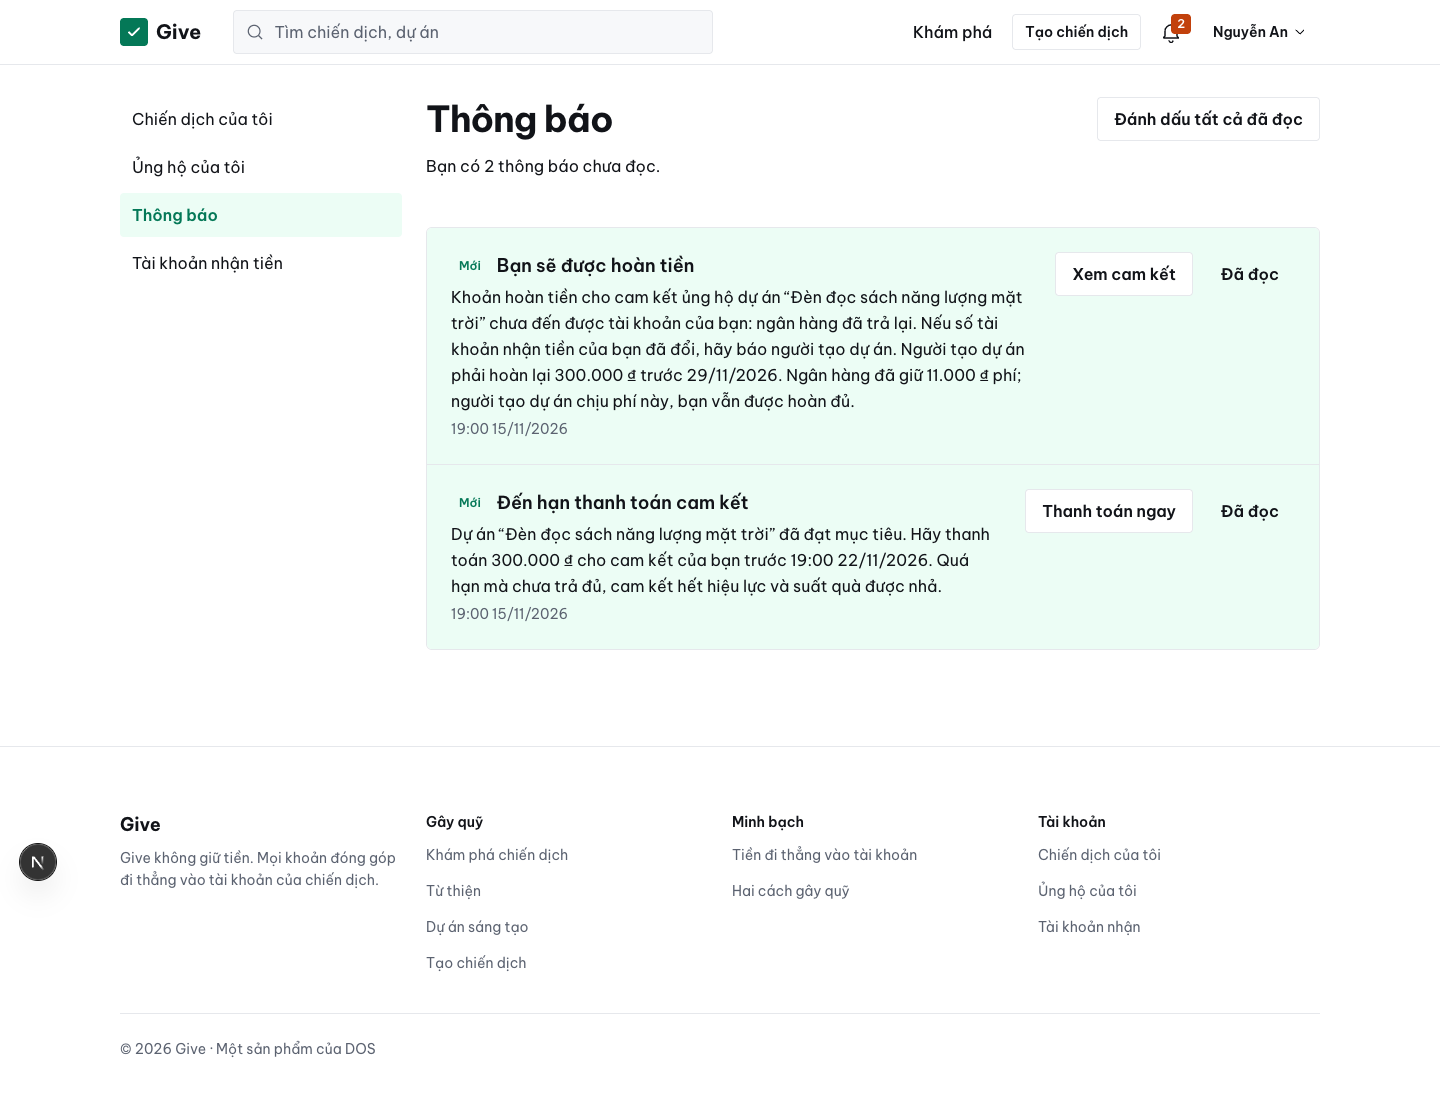 Give
Tìm chiến dịch, dự án
Khám phá
Tạo chiến dịch
2
Nguyễn An
Chiến dịch của tôi
Ủng hộ của tôi
Thông báo
Tài khoản nhận tiền
Thông báo
Đánh dấu tất cả đã đọc
Bạn có 2 thông báo chưa đọc.
Mới
Bạn sẽ được hoàn tiền
Xem cam kết
Đã đọc
Khoản hoàn tiền cho cam kết ủng hộ dự án “Đèn đọc sách năng lượng mặt
trời” chưa đến được tài khoản của bạn: ngân hàng đã trả lại. Nếu số tài
khoản nhận tiền của bạn đã đổi, hãy báo người tạo dự án. Người tạo dự án
phải hoàn lại 300.000 ₫ trước 29/11/2026. Ngân hàng đã giữ 11.000 ₫ phí;
người tạo dự án chịu phí này, bạn vẫn được hoàn đủ.
19:00 15/11/2026
Mới
Đến hạn thanh toán cam kết
Thanh toán ngay
Đã đọc
Dự án “Đèn đọc sách năng lượng mặt trời” đã đạt mục tiêu. Hãy thanh
toán 300.000 ₫ cho cam kết của bạn trước 19:00 22/11/2026. Quá
hạn mà chưa trả đủ, cam kết hết hiệu lực và suất quà được nhả.
19:00 15/11/2026
Give
Give không giữ tiền. Mọi khoản đóng góp
đi thẳng vào tài khoản của chiến dịch.
Gây quỹ
Khám phá chiến dịch
Từ thiện
Dự án sáng tạo
Tạo chiến dịch
Minh bạch
Tiền đi thẳng vào tài khoản
Hai cách gây quỹ
Tài khoản
Chiến dịch của tôi
Ủng hộ của tôi
Tài khoản nhận
N
© 2026 Give · Một sản phẩm của DOS